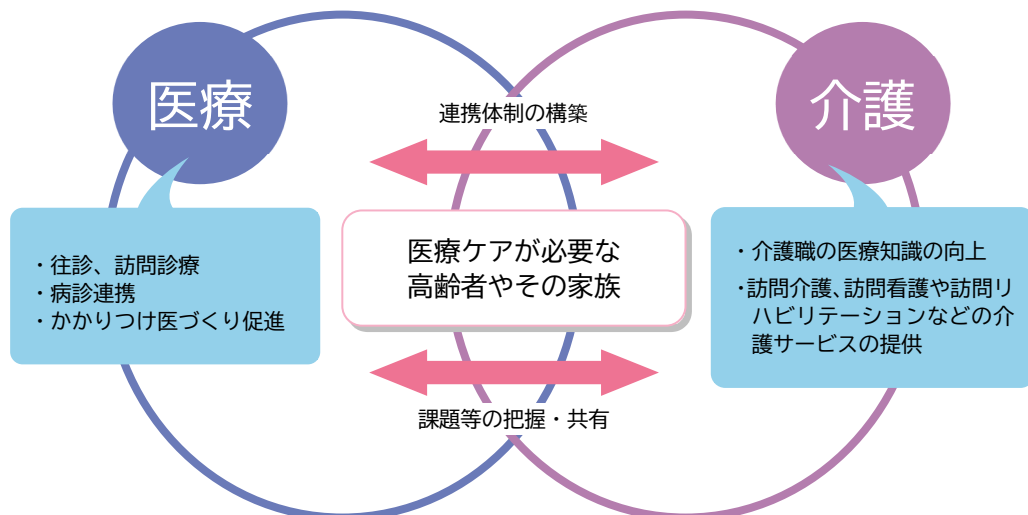 医療
介護
連携体制の構築
・往診、訪問診療
・病診連携
・かかりつけ医づくり促進
医療ケアが必要な
高齢者やその家族
・介護職の医療知識の向上
・訪問介護、訪問看護や訪問リ
ハビリテーションなどの介
護サービスの提供
課題等の把握・共有